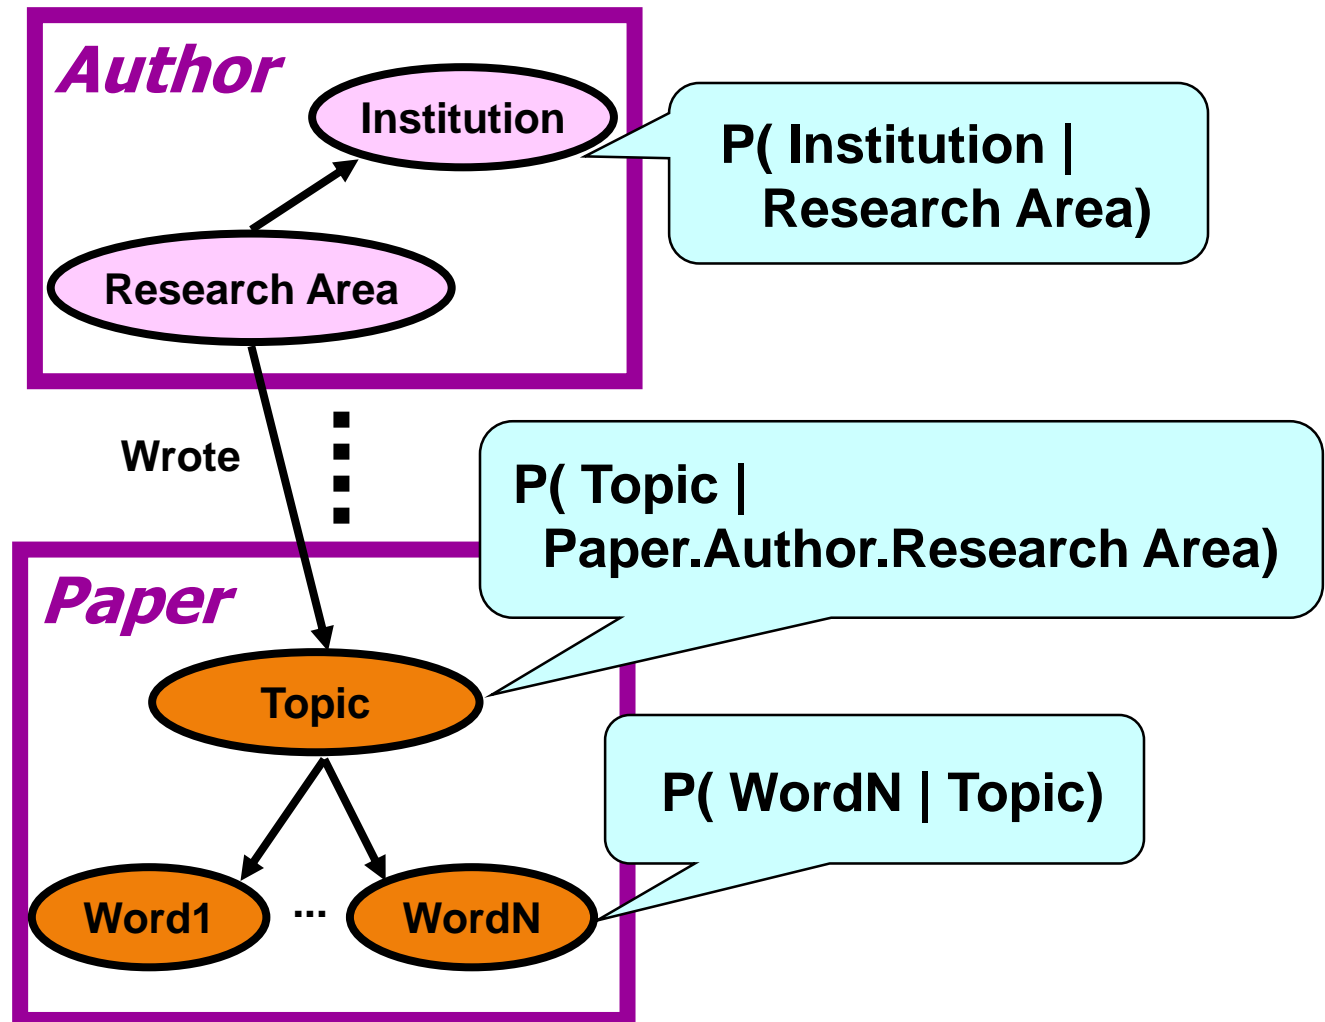 Author
Institution
P( Institution |
Research Area)
Research Area
Wrote
P( Topic |
Paper.Author.Research Area)
Paper
Topic
P( WordN | Topic)
Word1
...
WordN